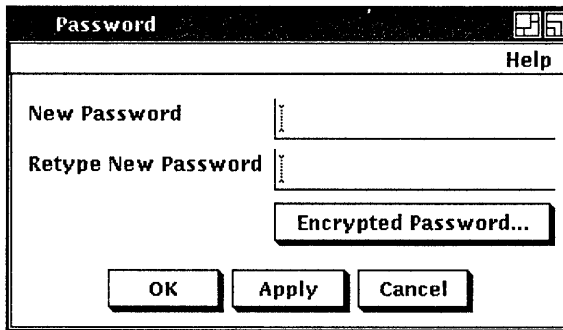 Password
Help
New Password
Retype New Password
Encrypted Password...
OK Apply Cancel